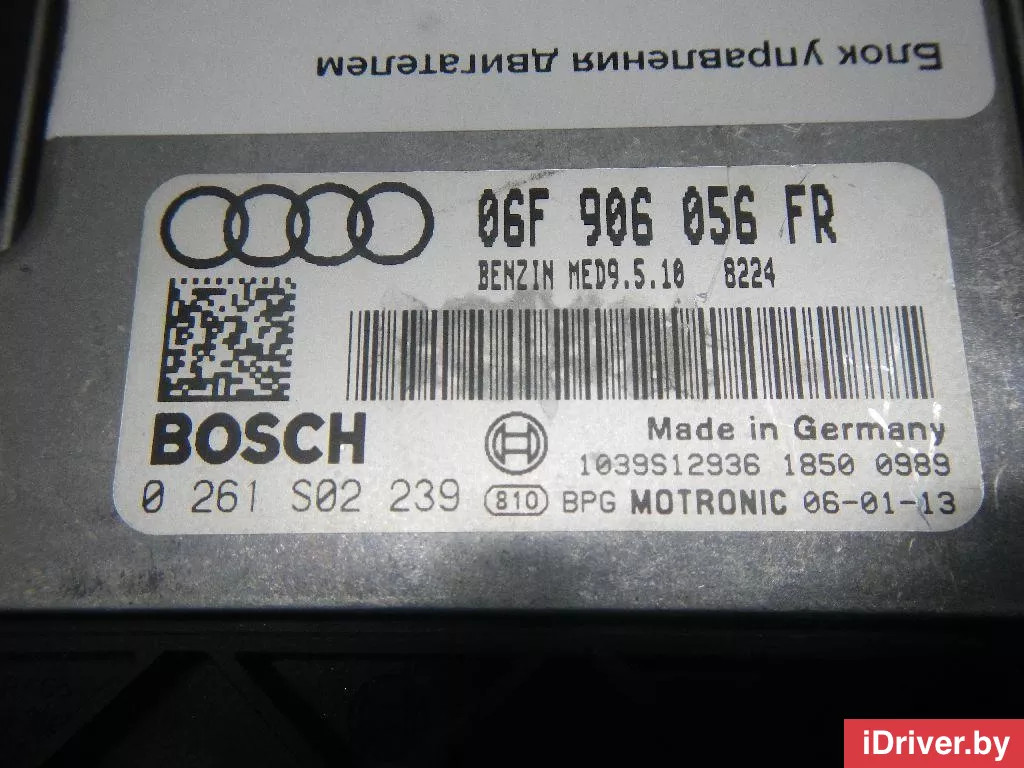 Блок управления двигателем
06F 906 056 FR
BENZIN MED9.5.10 8224
BOSCH
Made in Germany
1039S12936 1850 0989
0 261 S02 239 810 BPG MOTRONIC 06-01-13
iDriver.by